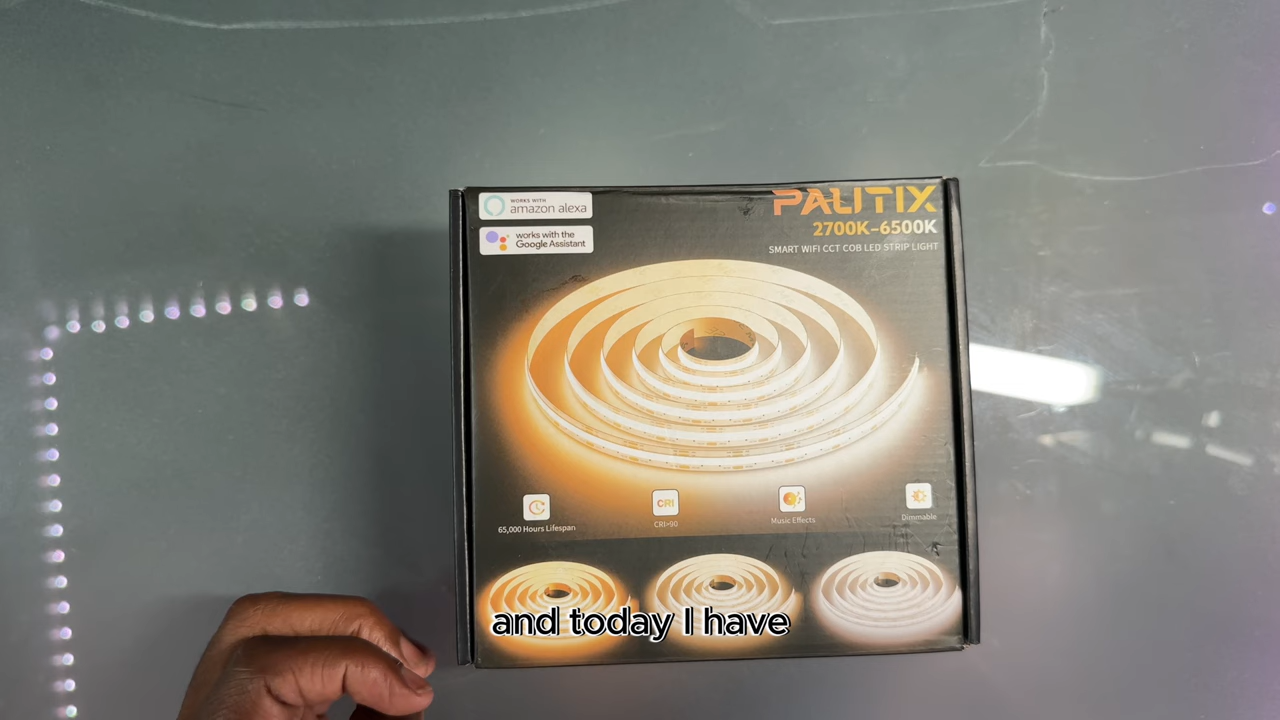 WORKS WITH
amazon alexa
works with the
Google Assistant
PAUTIX
2700K-6500K
SMART WIFI CCT COB LED STRIP LIGHT
65,000 Hours Lifespan
CRI
CRI>90
Music Effects
Dimmable
and today I have